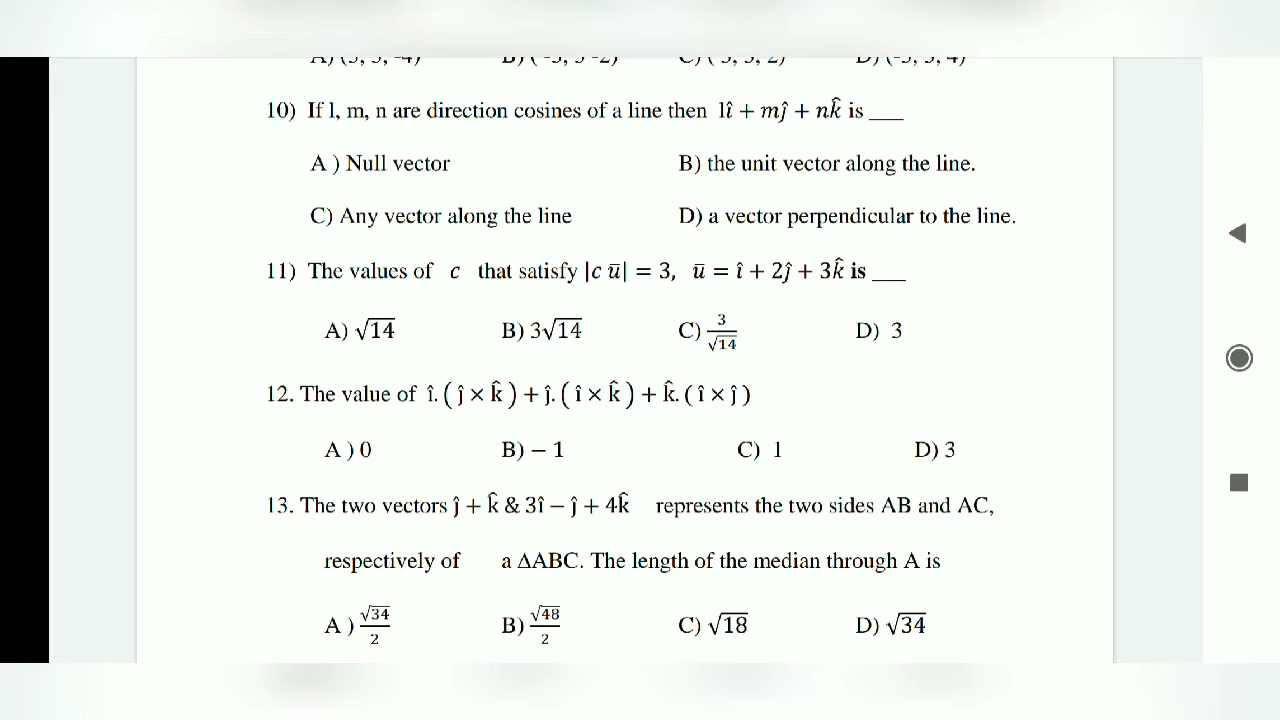 10) If l, m, n are direction cosines of a line then lî + mĵ + nk̂ is ___
A ) Null vector B) the unit vector along the line.
C) Any vector along the line D) a vector perpendicular to the line.
11) The values of c that satisfy |c ū| = 3, ū = î + 2ĵ + 3k̂ is ___
A) √14 B) 3√14 C) 3/√14 D) 3
12. The value of î. ( ĵ × k̂ ) + ĵ. ( î × k̂ ) + k̂. ( î × ĵ )
A ) 0 B) − 1 C) 1 D) 3
13. The two vectors ĵ + k̂ & 3î − ĵ + 4k̂ represents the two sides AB and AC,
respectively of a ΔABC. The length of the median through A is
A ) √34/2 B) √48/2 C) √18 D) √34